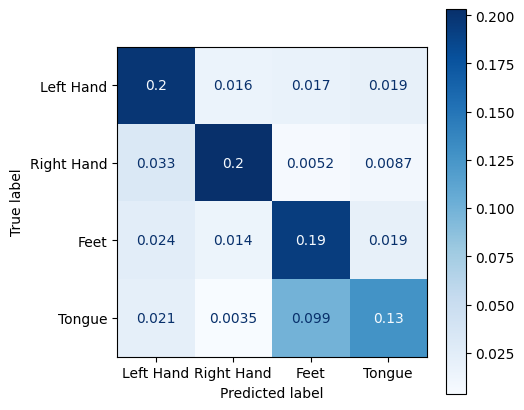 Left Hand 0.2 0.016 0.017 0.019
Right Hand 0.033 0.2 0.0052 0.0087
Feet 0.024 0.014 0.19 0.019
Tongue 0.021 0.0035 0.099 0.13
Left Hand Right Hand Feet Tongue
Predicted label
True label
0.200
0.175
0.150
0.125
0.100
0.075
0.050
0.025